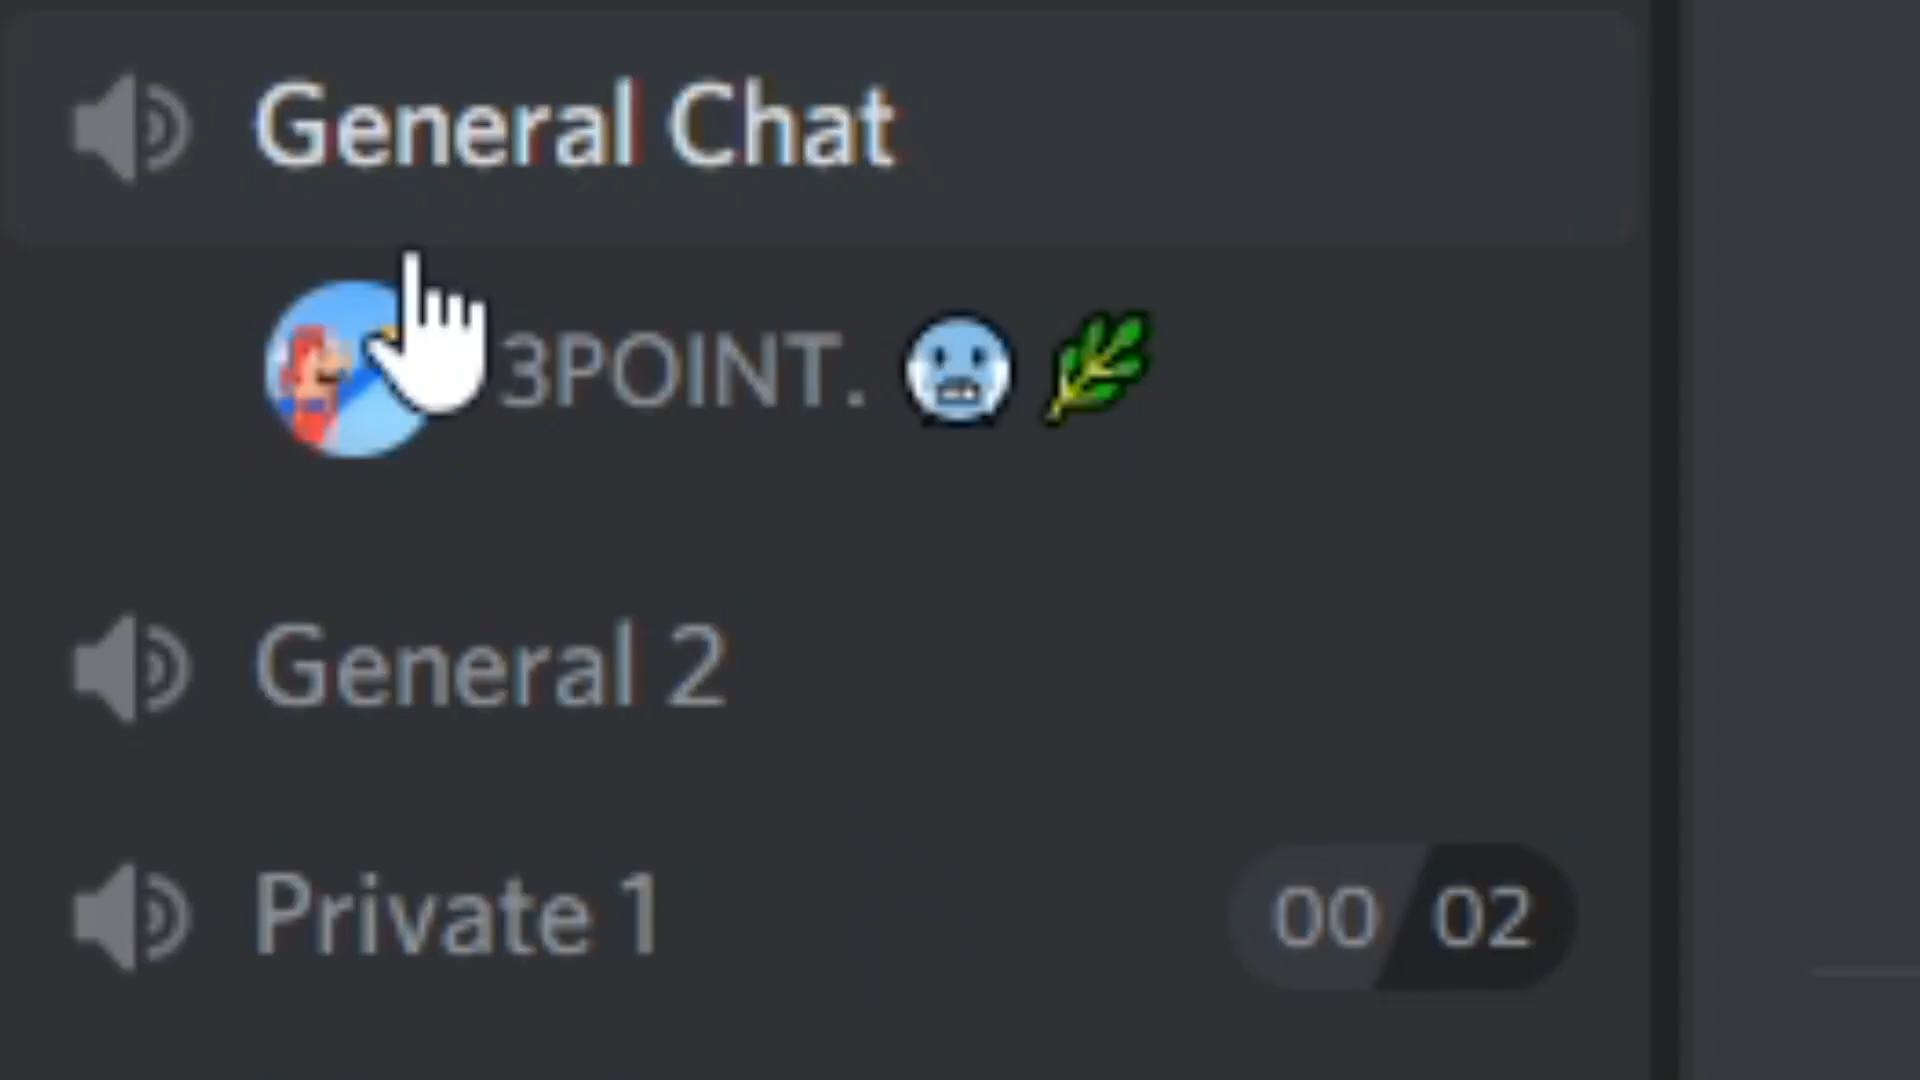 General Chat
3POINT. 🥶 🌿
General 2
Private 1 00 02